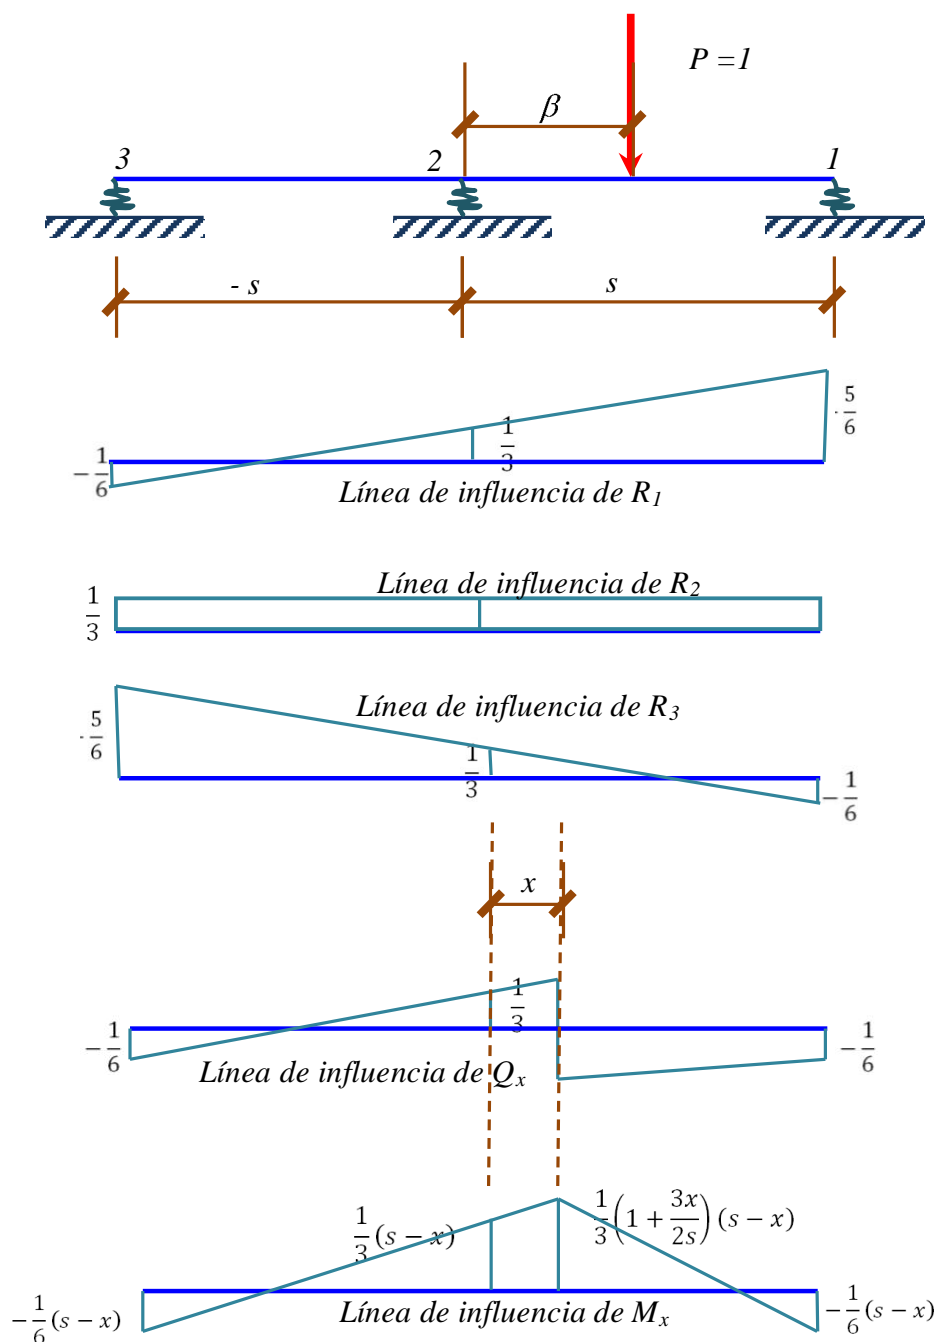 P =1
β
3 2 1
- s s
·5/6
1/3
−1/6
Línea de influencia de R₁
Línea de influencia de R₂
1/3
Línea de influencia de R₃
·5/6
1/3
−1/6
x
1/3
−1/6 −1/6
Línea de influencia de Qₓ
1/3(s − x) 1/3(1 + 3x/2s)(s − x)
−1/6(s − x) Línea de influencia de Mₓ −1/6(s − x)